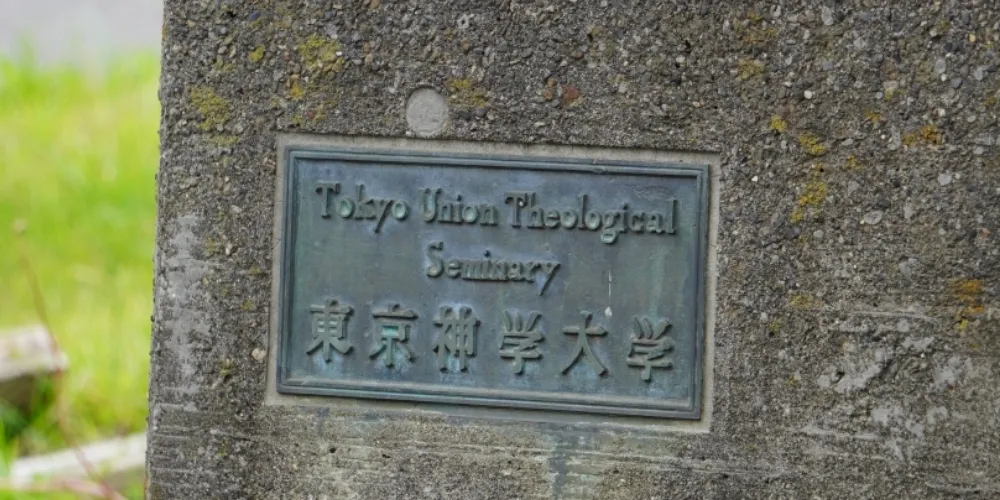 Tokyo Union Theological
Seminary
東京神学大学